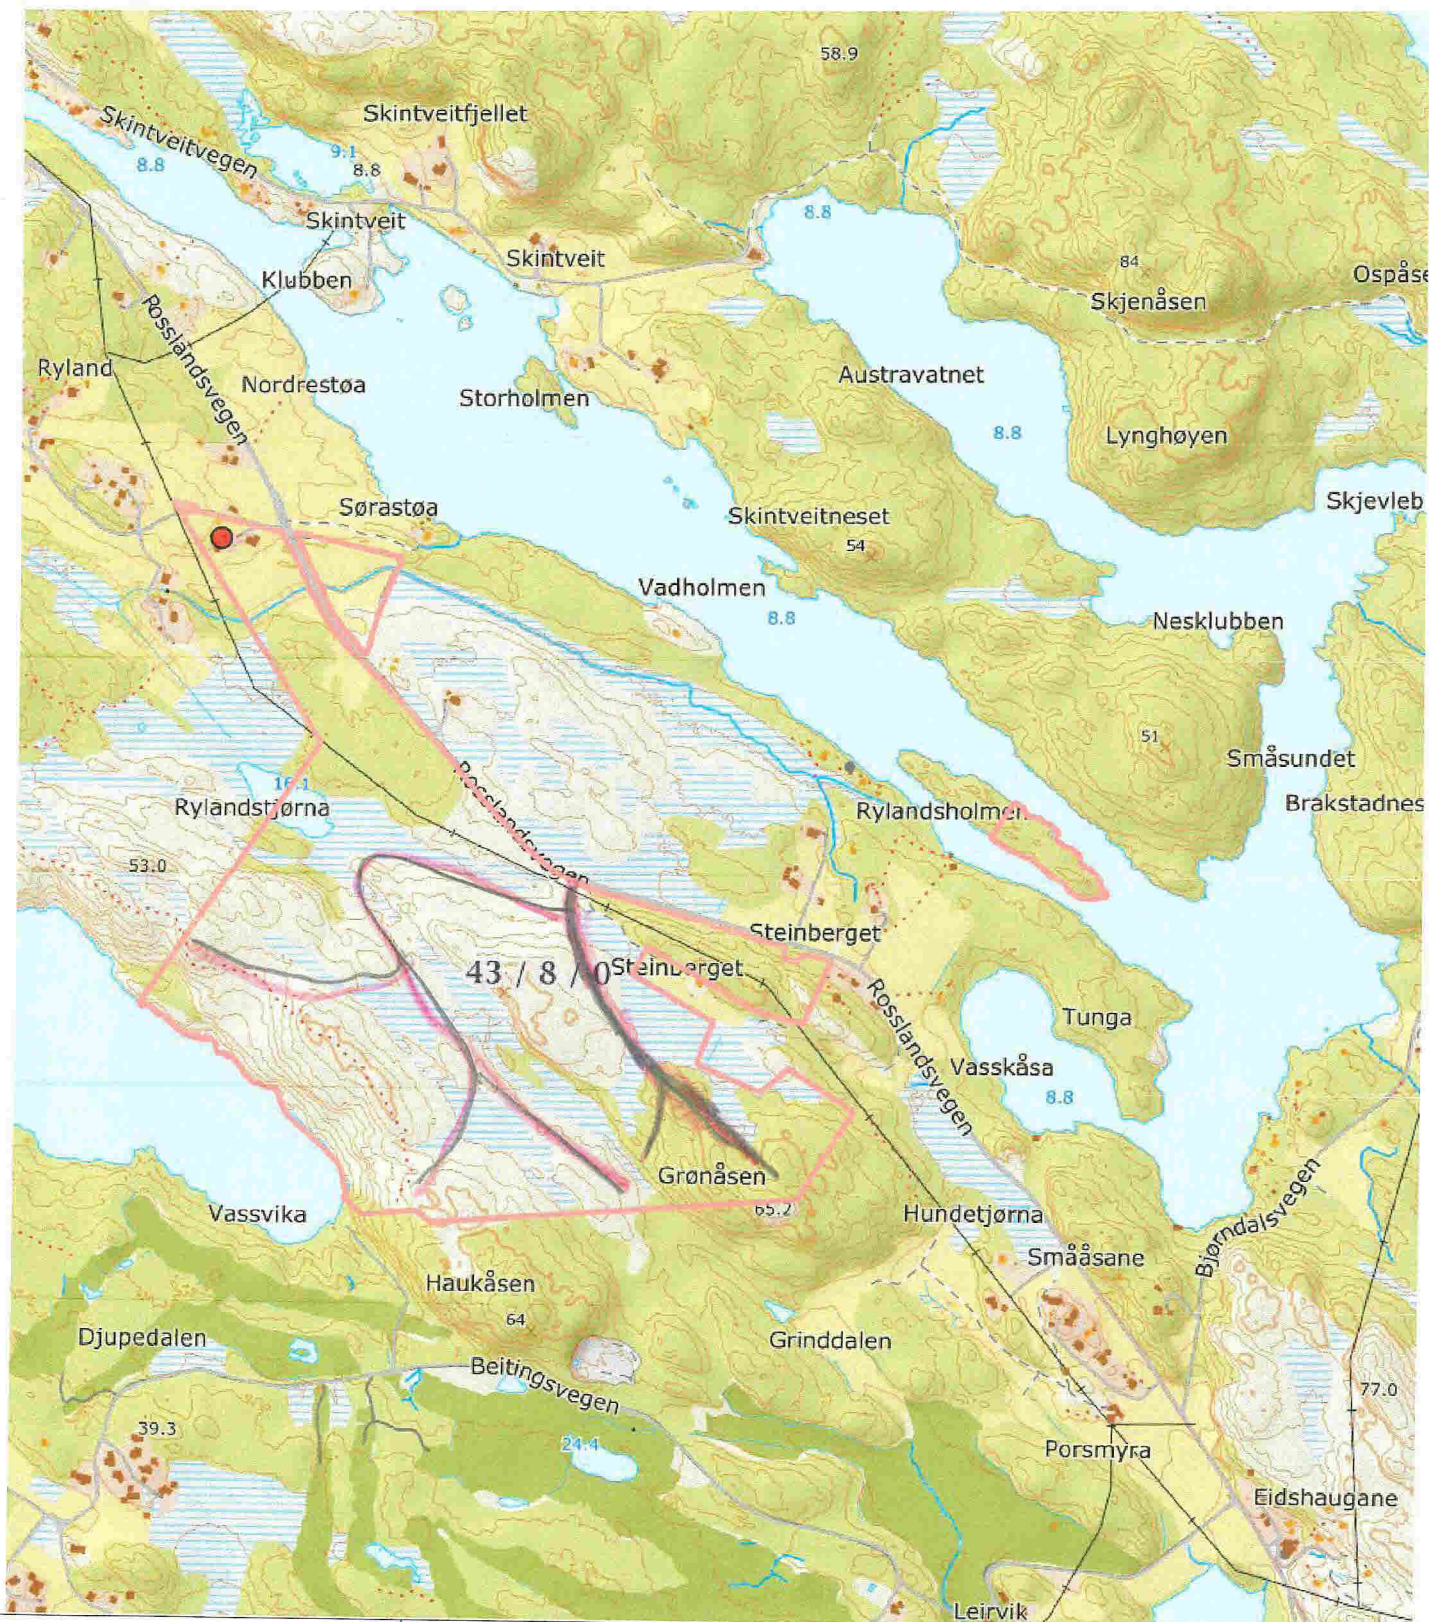 58.9
Skintveitfjellet
Skintveitvegen
9.1
8.8
8.8
8.8
Skintveit
Skintveit
Klubben
84
Ospåse
Skjenåsen
Rosslandsvegen
Ryland
Nordrestøa
Storholmen
Austravatnet
8.8
Lynghøyen
Skjevleb
Sørastøa
Skintveitneset
54
Vadholmen
8.8
Nesklubben
51
Småsundet
16.1
Rylandstjørna
Rosslandsvegen
Rylandsholmen
Brakstadnes
53.0
Steinberget
43 / 8 / 0
Steinberget
Rosslandsvegen
Tunga
Vasskåsa
8.8
Grønåsen
65.2
Vassvika
Hundetjørna
Bjørndalsvegen
Smååsane
Haukåsen
64
Djupedalen
Grinddalen
Beitingsvegen
77.0
39.3
24.4
Porsmyra
Eidshaugane
Leirvik